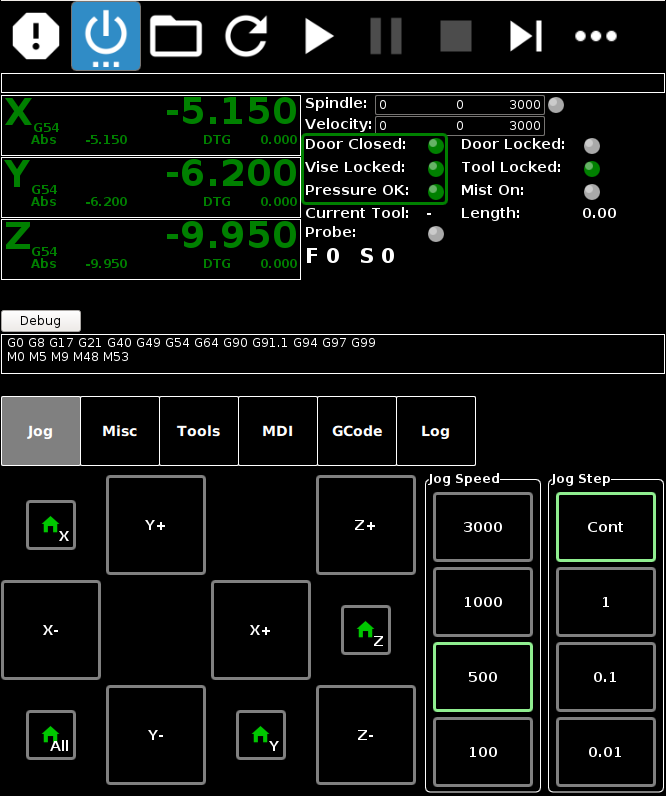 X G54 -5.150
Abs -5.150 DTG 0.000
Y G54 -6.200
Abs -6.200 DTG 0.000
Z G54 -9.950
Abs -9.950 DTG 0.000
Spindle: 0 0 3000
Velocity: 0 0 3000
Door Closed: Door Locked:
Vise Locked: Tool Locked:
Pressure OK: Mist On:
Current Tool: - Length: 0.00
Probe:
F 0 S 0
Debug
G0 G8 G17 G21 G40 G49 G54 G64 G90 G91.1 G94 G97 G99
M0 M5 M9 M48 M53
Jog Misc Tools MDI GCode Log
X Y+ Z+
X- X+ Z
All Y- Y Z-
Jog Speed
3000
1000
500
100
Jog Step
Cont
1
0.1
0.01